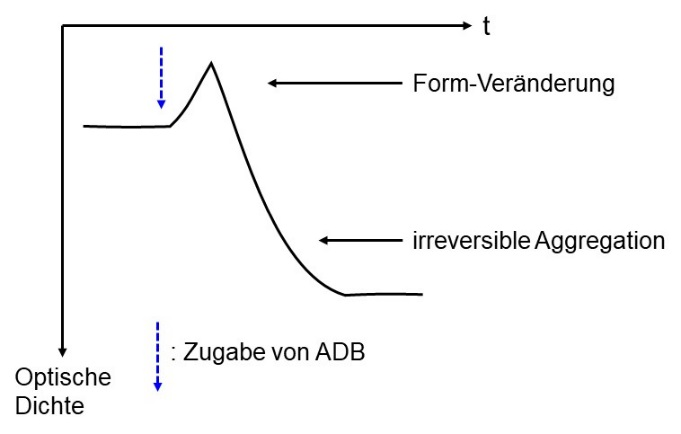 t
Form-Veränderung
irreversible Aggregation
: Zugabe von ADB
Optische
Dichte